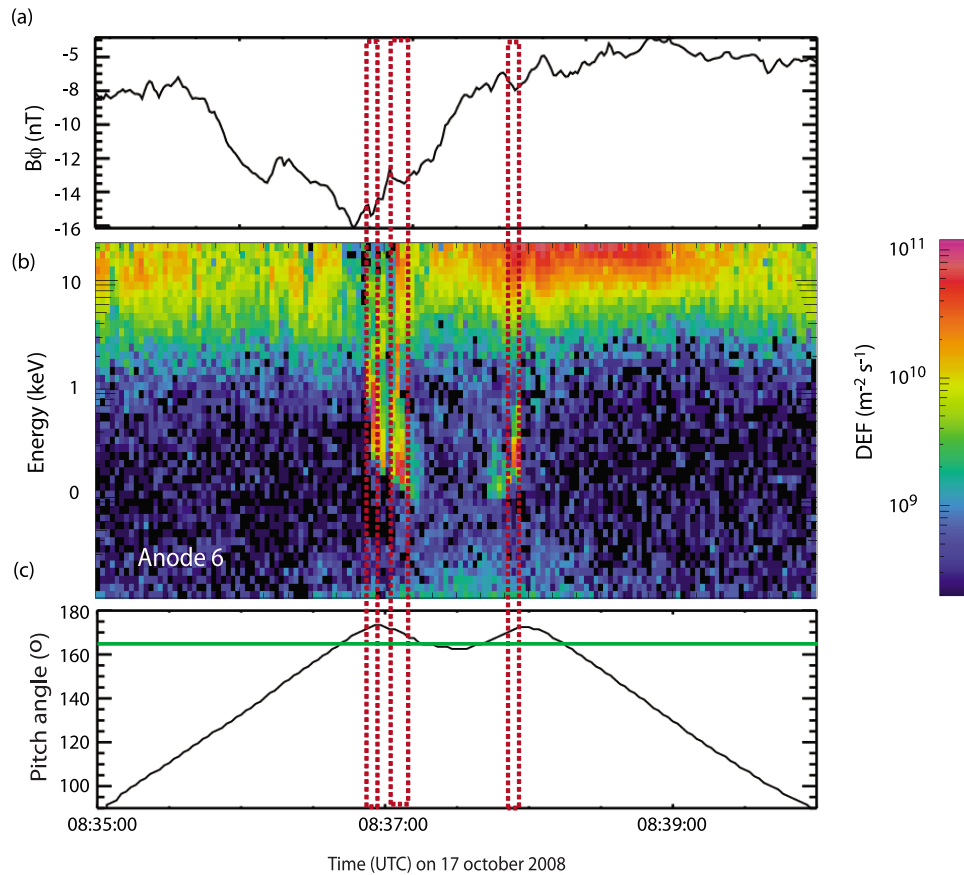 (a)
-5
-8
-10
-12
-14
-16
Bϕ (nT)
(b)
10
1
0
Energy (keV)
Anode 6
10¹¹
10¹⁰
10⁹
DEF (m⁻² s⁻¹)
(c)
180
160
140
120
100
Pitch angle (O)
08:35:00
08:37:00
08:39:00
Time (UTC) on 17 october 2008